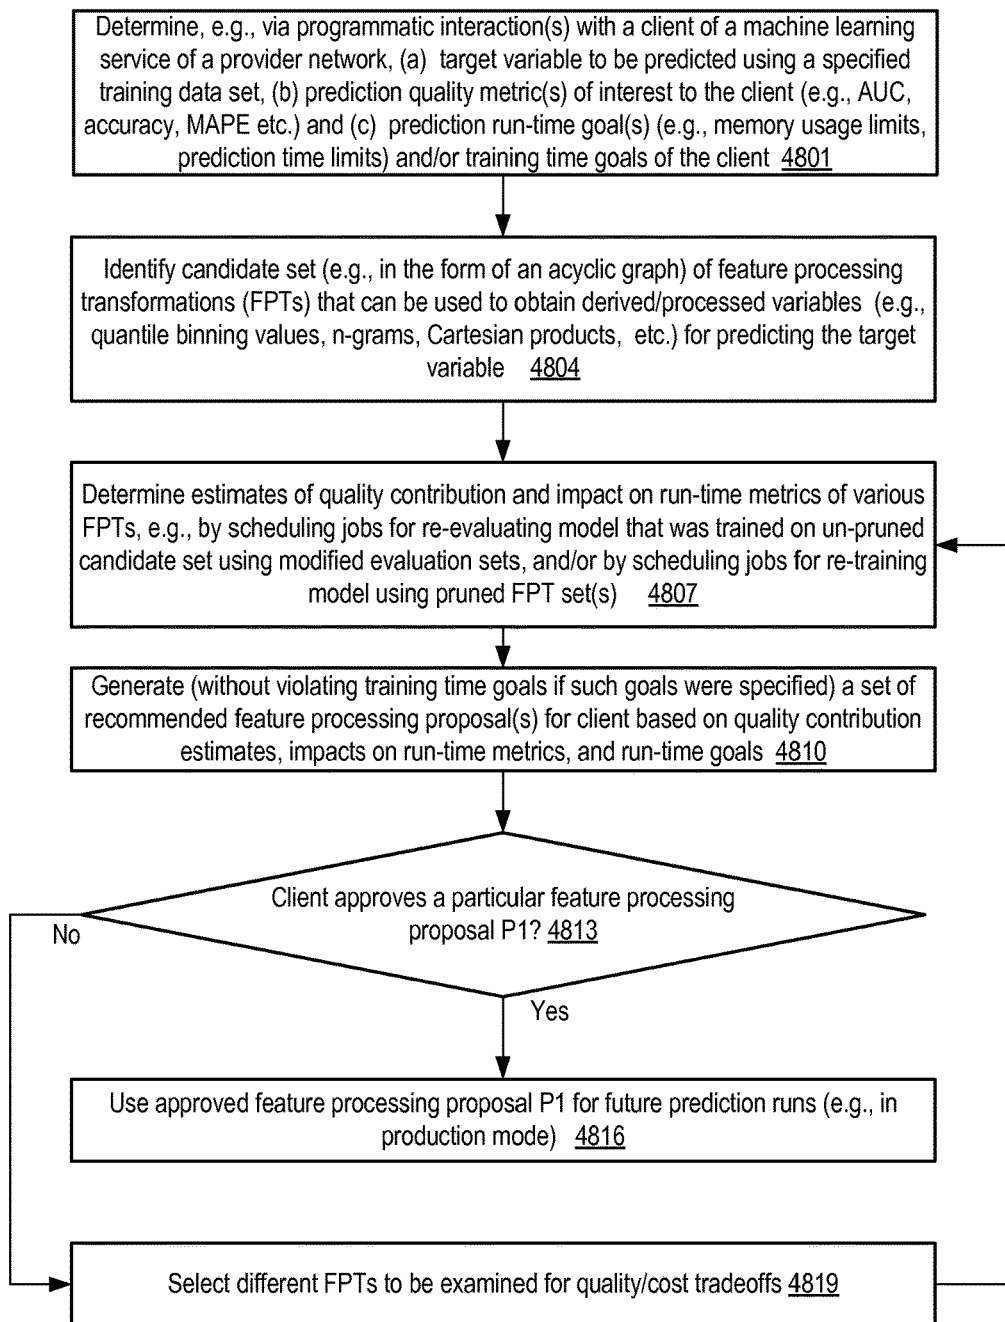 Determine, e.g., via programmatic interaction(s) with a client of a machine learning
service of a provider network, (a) target variable to be predicted using a specified
training data set, (b) prediction quality metric(s) of interest to the client (e.g., AUC,
accuracy, MAPE etc.) and (c) prediction run-time goal(s) (e.g., memory usage limits,
prediction time limits) and/or training time goals of the client 4801
Identify candidate set (e.g., in the form of an acyclic graph) of feature processing
transformations (FPTs) that can be used to obtain derived/processed variables (e.g.,
quantile binning values, n-grams, Cartesian products, etc.) for predicting the target
variable 4804
Determine estimates of quality contribution and impact on run-time metrics of various
FPTs, e.g., by scheduling jobs for re-evaluating model that was trained on un-pruned
candidate set using modified evaluation sets, and/or by scheduling jobs for re-training
model using pruned FPT set(s) 4807
Generate (without violating training time goals if such goals were specified) a set of
recommended feature processing proposal(s) for client based on quality contribution
estimates, impacts on run-time metrics, and run-time goals 4810
Client approves a particular feature processing
proposal P1? 4813
No
Yes
Use approved feature processing proposal P1 for future prediction runs (e.g., in
production mode) 4816
Select different FPTs to be examined for quality/cost tradeoffs 4819